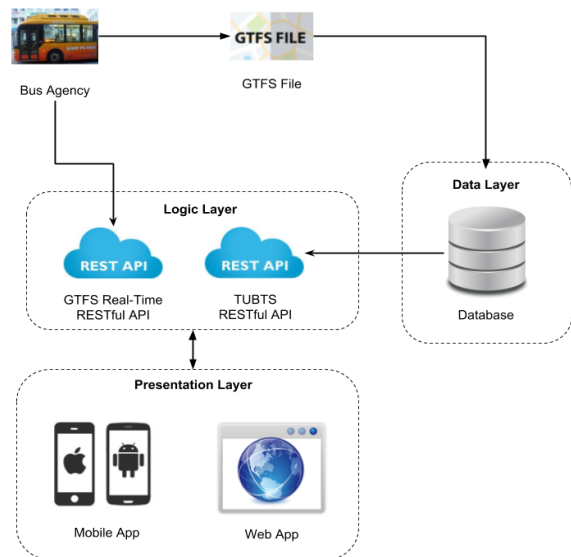 GTFS FILE
Bus Agency
GTFS File
Data Layer
Logic Layer
REST API
REST API
GTFS Real-Time
RESTful API
TUBTS
RESTful API
Database
Presentation Layer
Mobile App
Web App